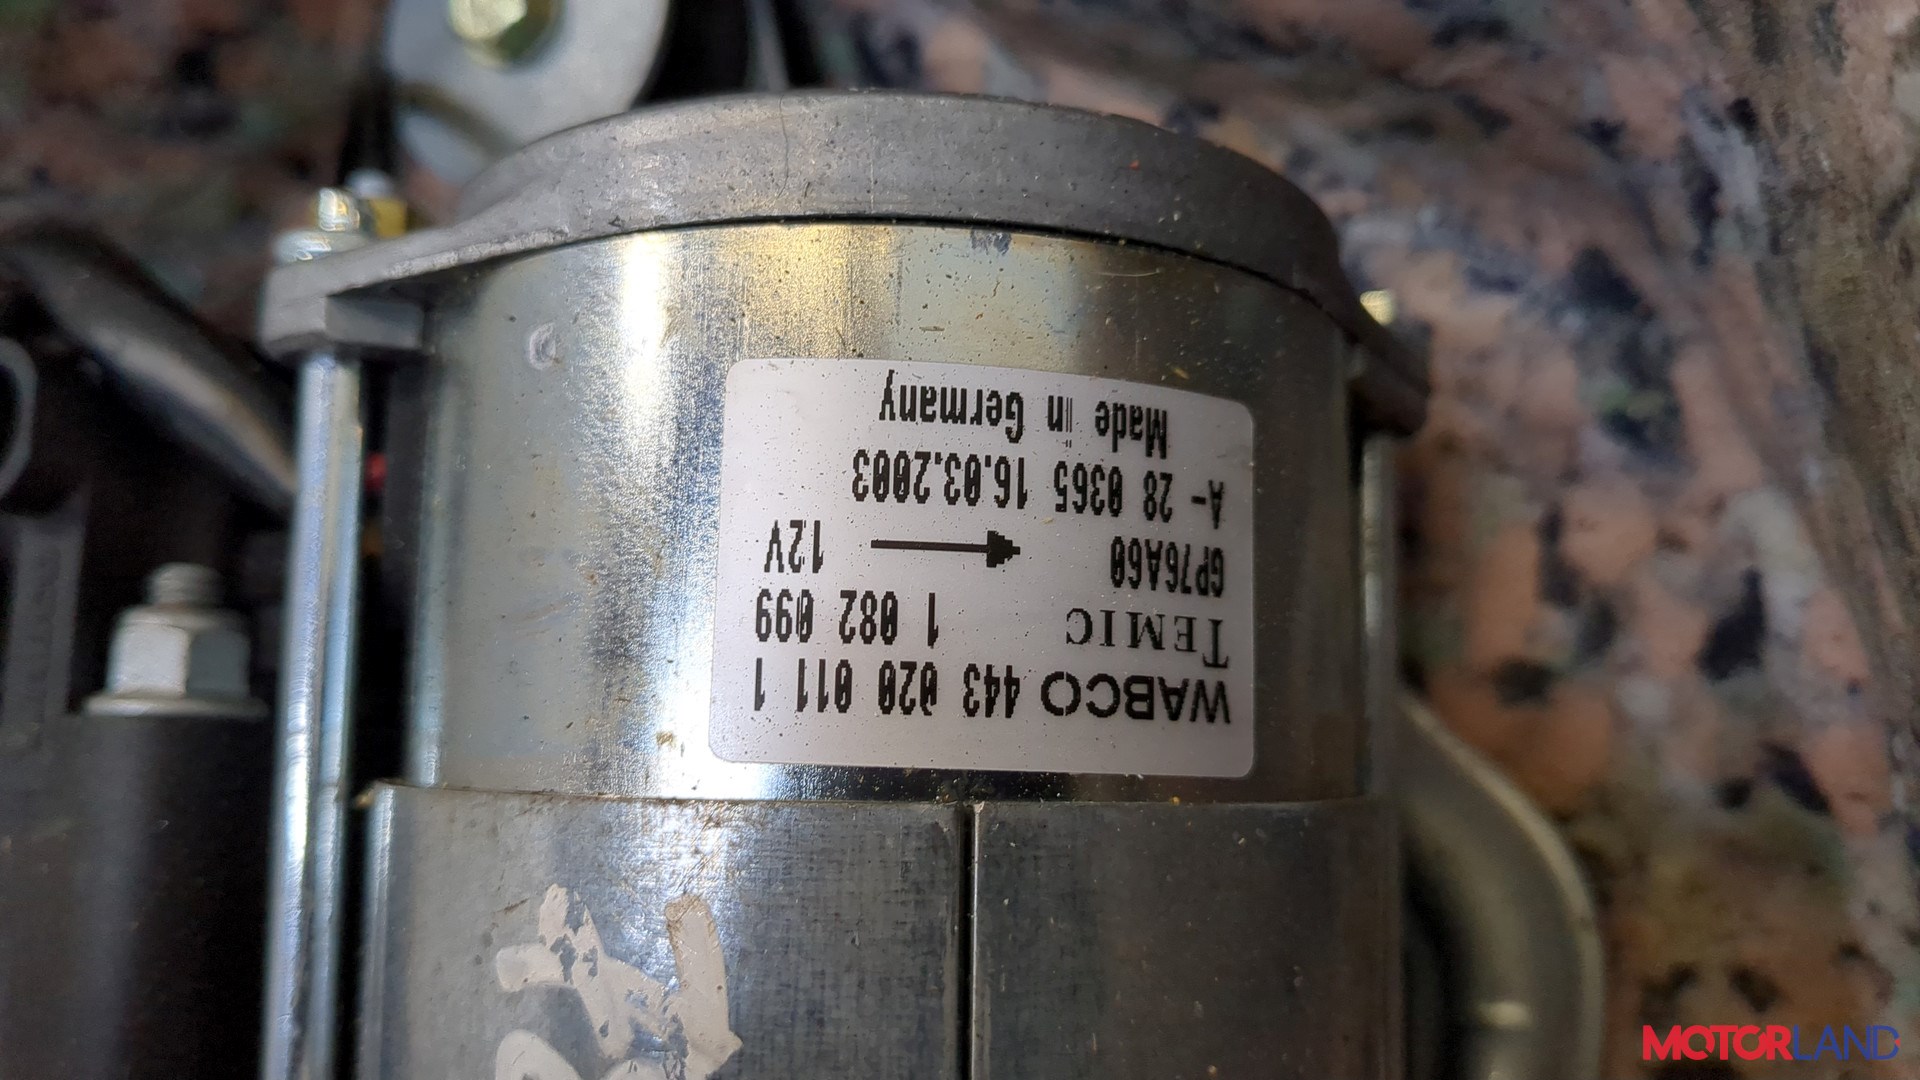 WABCO 443 020 011 1
TEMIC 1 082 099
GP76A60 12V
A- 28 0365 16.03.2003
Made in Germany
MOTORLAND